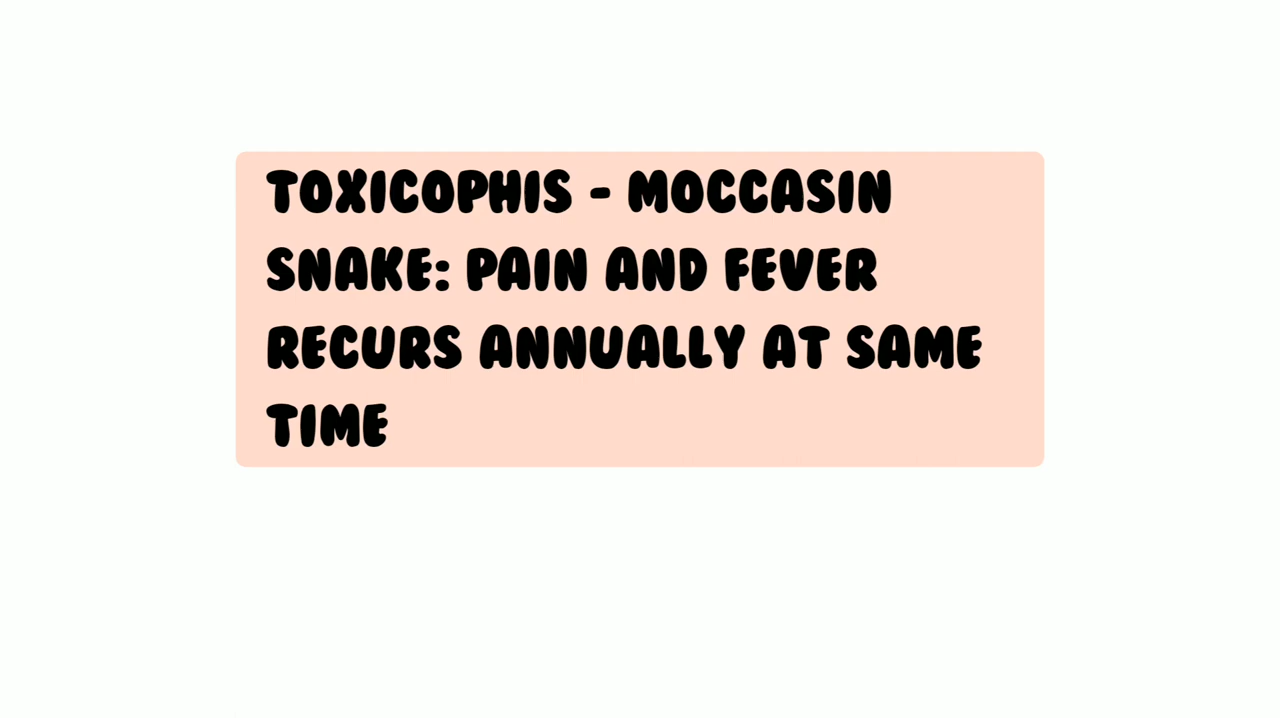 TOXICOPHIS - MOCCASIN
SNAKE: PAIN AND FEVER
RECURS ANNUALLY AT SAME
TIME